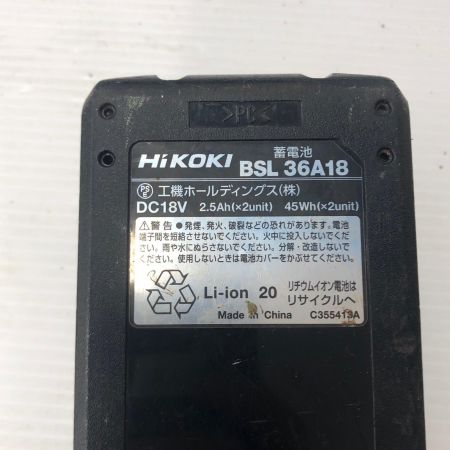 >PP<
HiKOKI
蓄電池
BSL 36A18
PS E 工機ホールディングス(株)
DC18V 2.5Ah(×2unit) 45Wh(×2unit)
警告 ●発煙、発火、破裂などの恐れがあります。電池
端子間を短絡させないでください。火中に投入しないでくだ
さい。雨や水にぬらさないでください。分解・改造しないで
ください。使用しないときは電池カバーをかぶせてください。
Li-ion 20
リチウムイオン電池は
リサイクルへ
Made in China C355413A